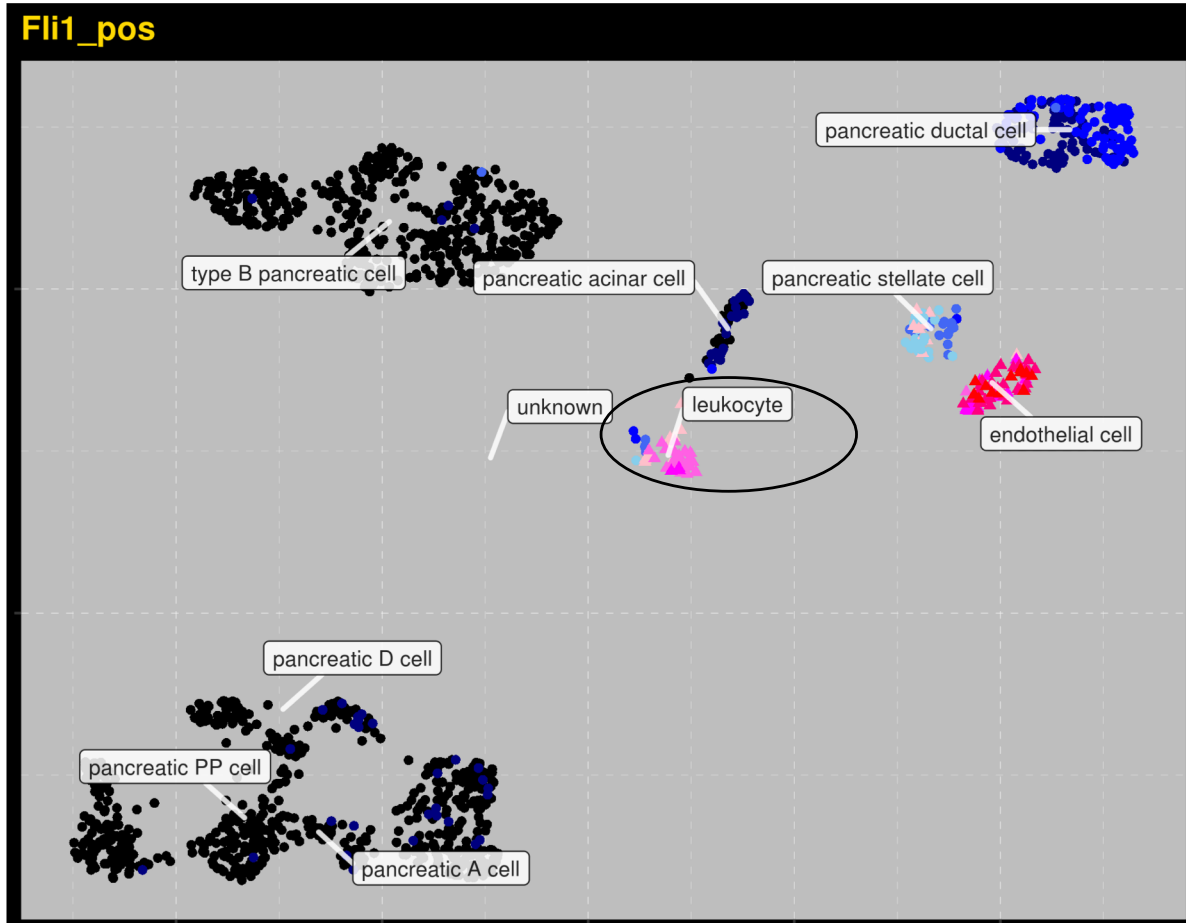 Fli1_pos
pancreatic ductal cell
type B pancreatic cell
pancreatic acinar cell
pancreatic stellate cell
unknown
leukocyte
endothelial cell
pancreatic D cell
pancreatic PP cell
pancreatic A cell